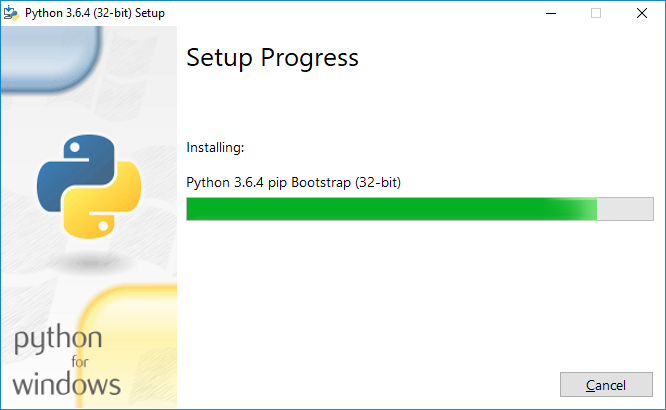 Python 3.6.4 (32-bit) Setup
Setup Progress
Installing:
Python 3.6.4 pip Bootstrap (32-bit)
python
for
windows
Cancel